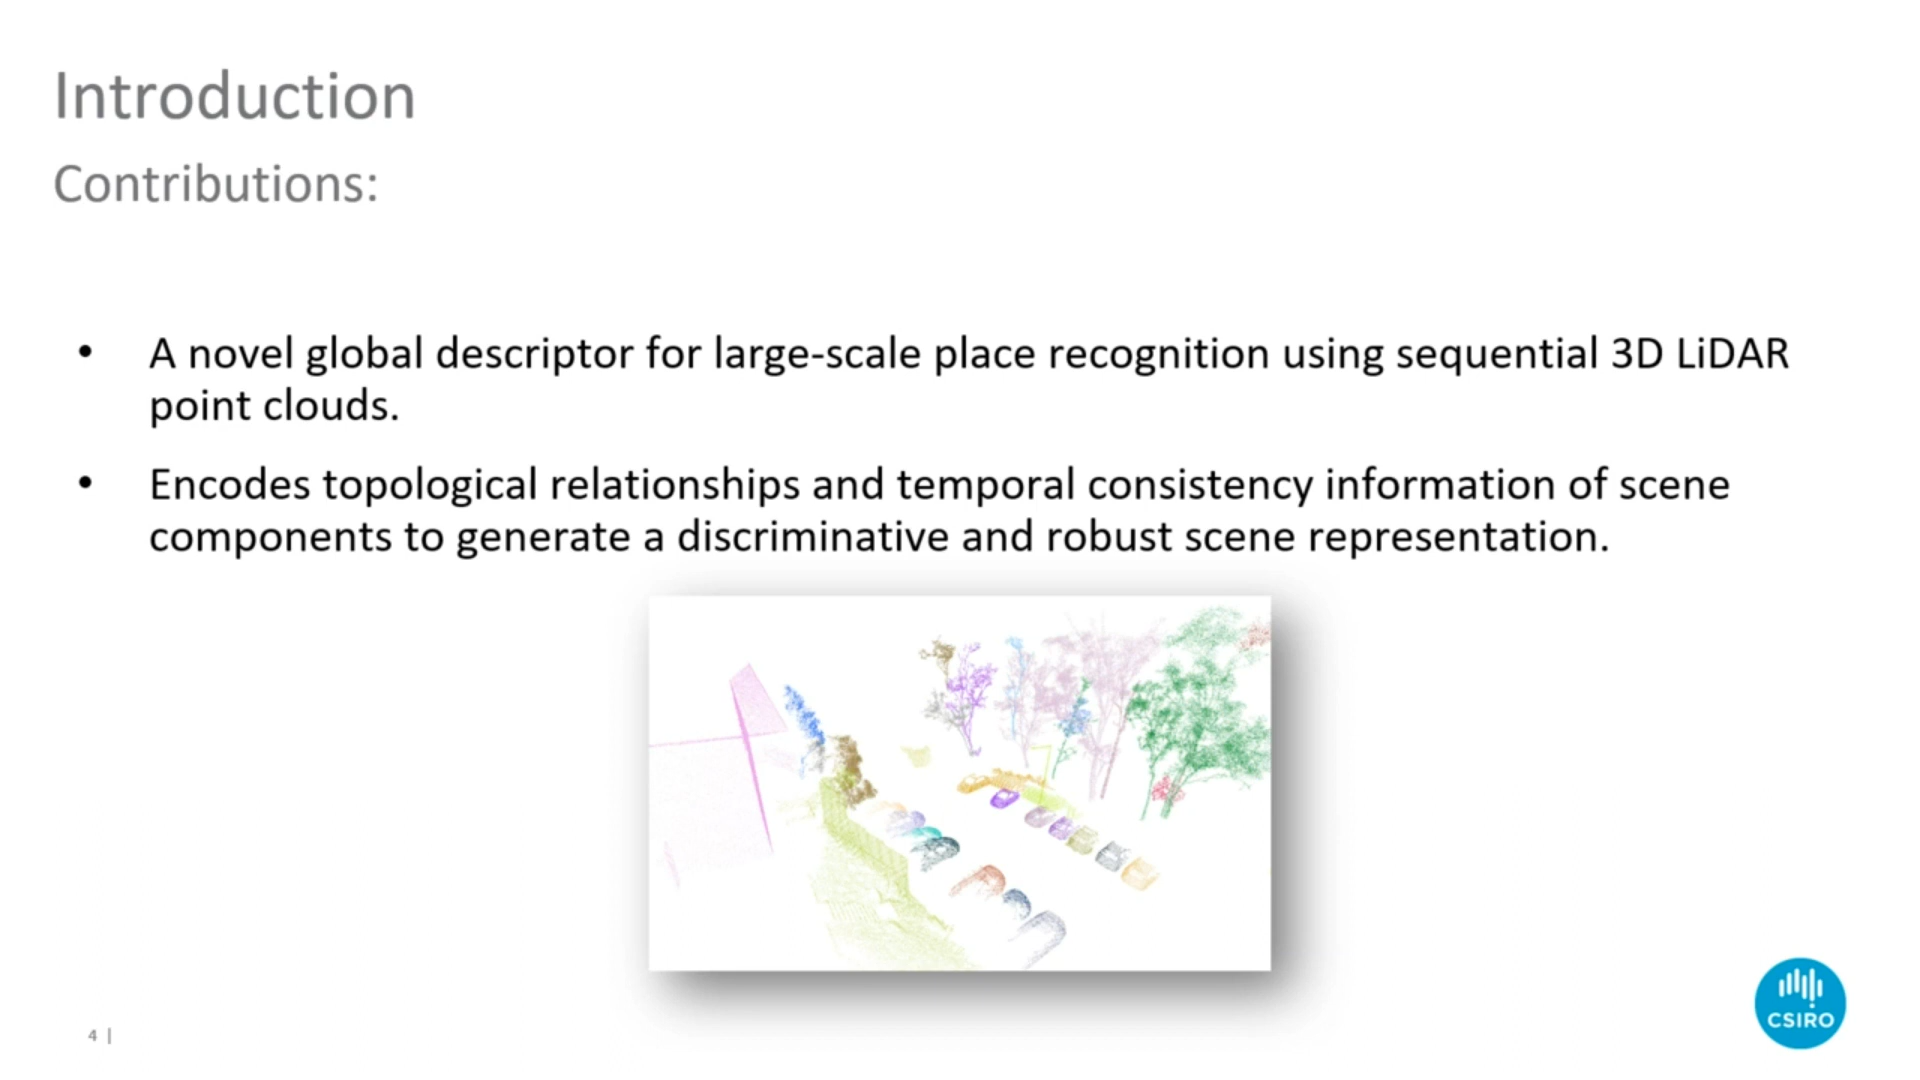 Introduction
Contributions:
• A novel global descriptor for large-scale place recognition using sequential 3D LiDAR
point clouds.
• Encodes topological relationships and temporal consistency information of scene
components to generate a discriminative and robust scene representation.
4 |
CSIRO